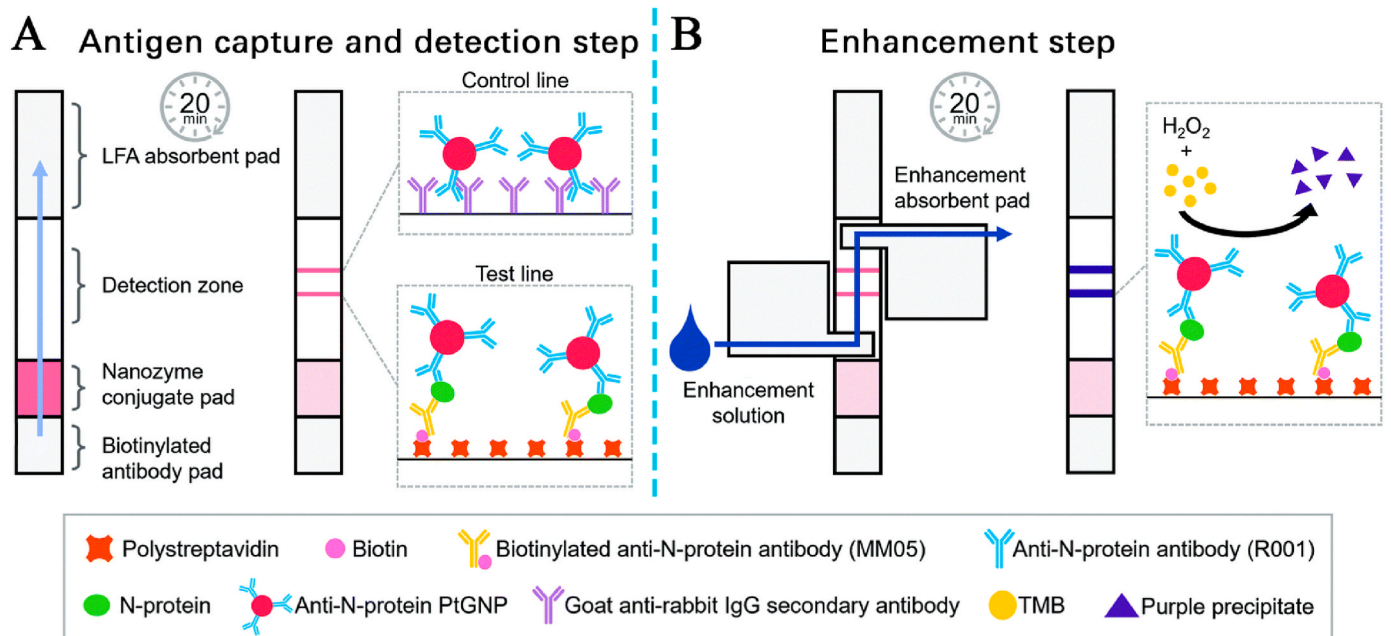 A
Antigen capture and detection step
20
min
LFA absorbent pad
Detection zone
Nanozyme
conjugate pad
Biotinylated
antibody pad
Control line
Test line
B
Enhancement step
20
min
Enhancement
absorbent pad
Enhancement
solution
H₂O₂
+
Polystreptavidin
Biotin
Biotinylated anti-N-protein antibody (MM05)
Anti-N-protein antibody (R001)
N-protein
Anti-N-protein PtGNP
Goat anti-rabbit IgG secondary antibody
TMB
Purple precipitate